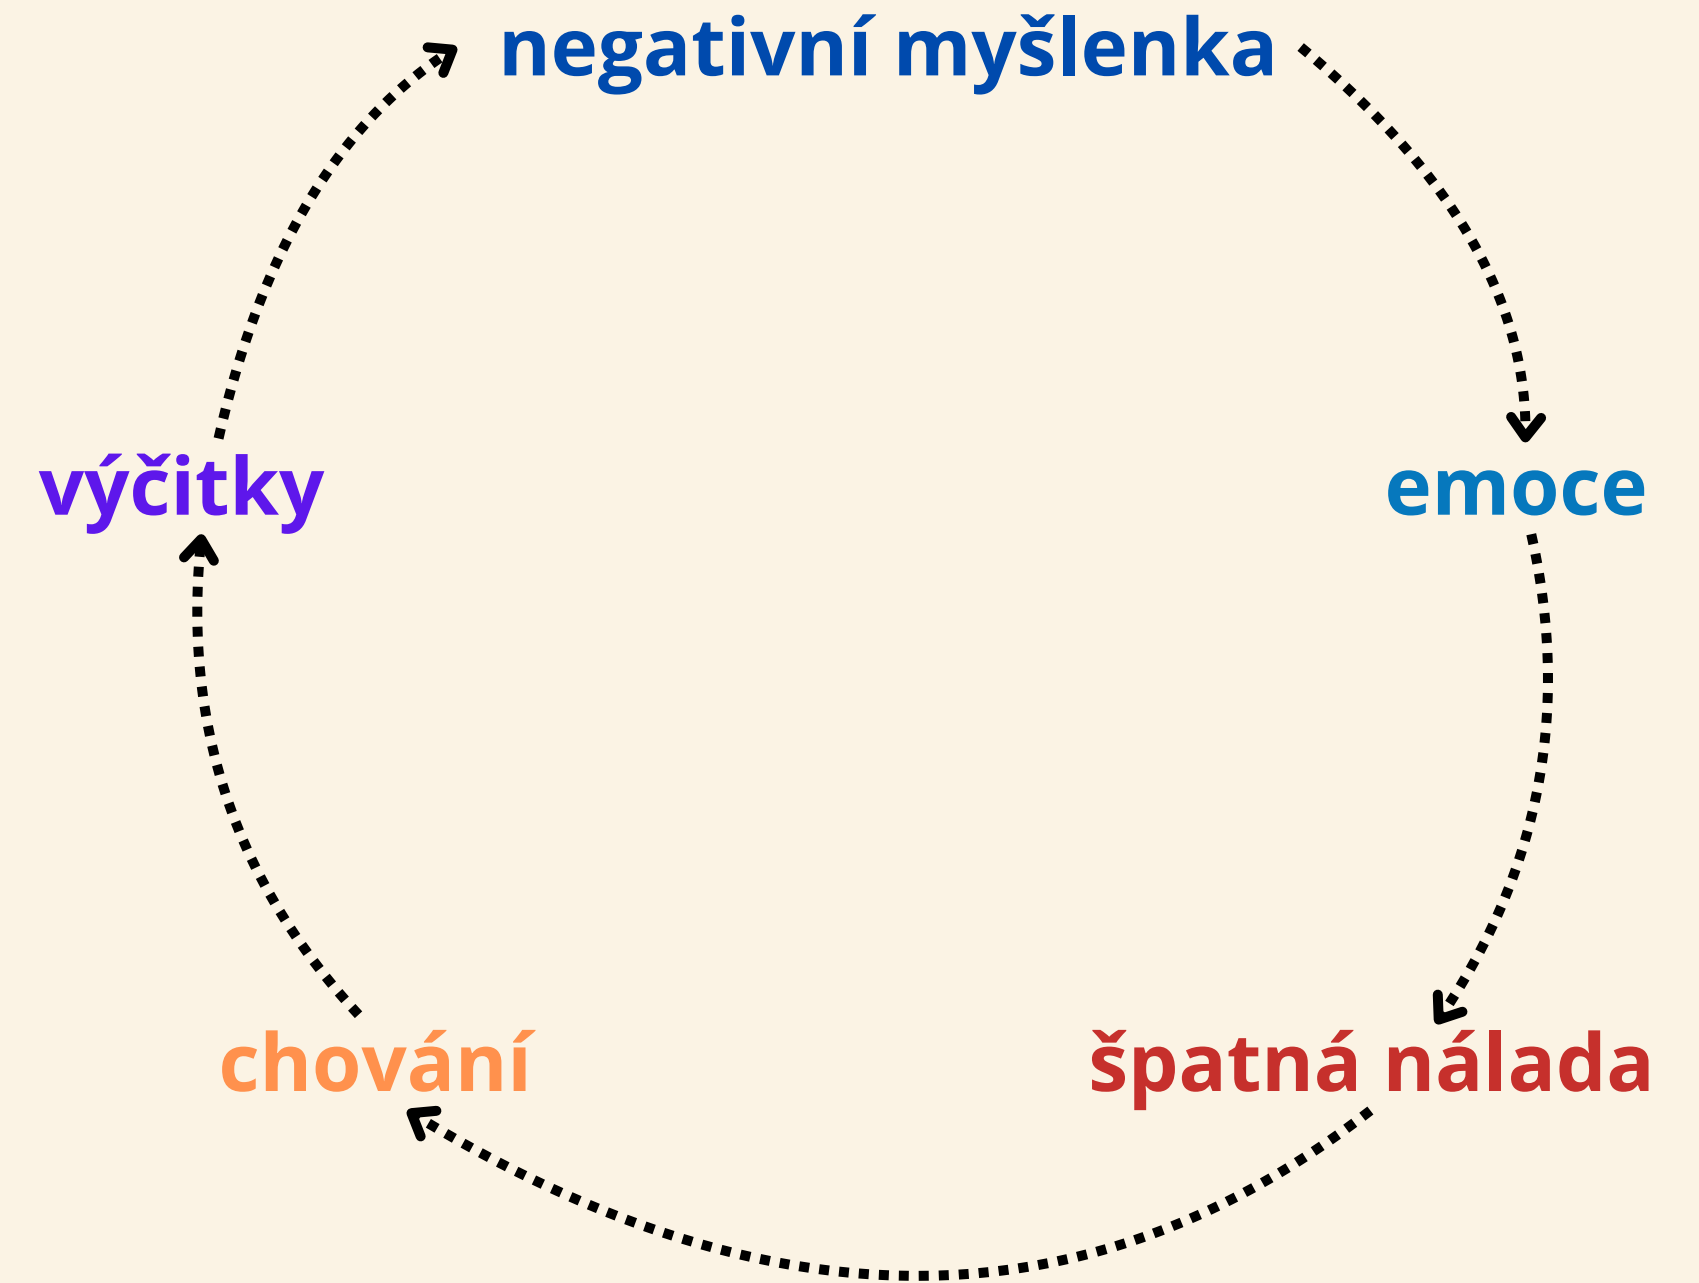 negativní myšlenka
emoce
špatná nálada
chování
výčitky